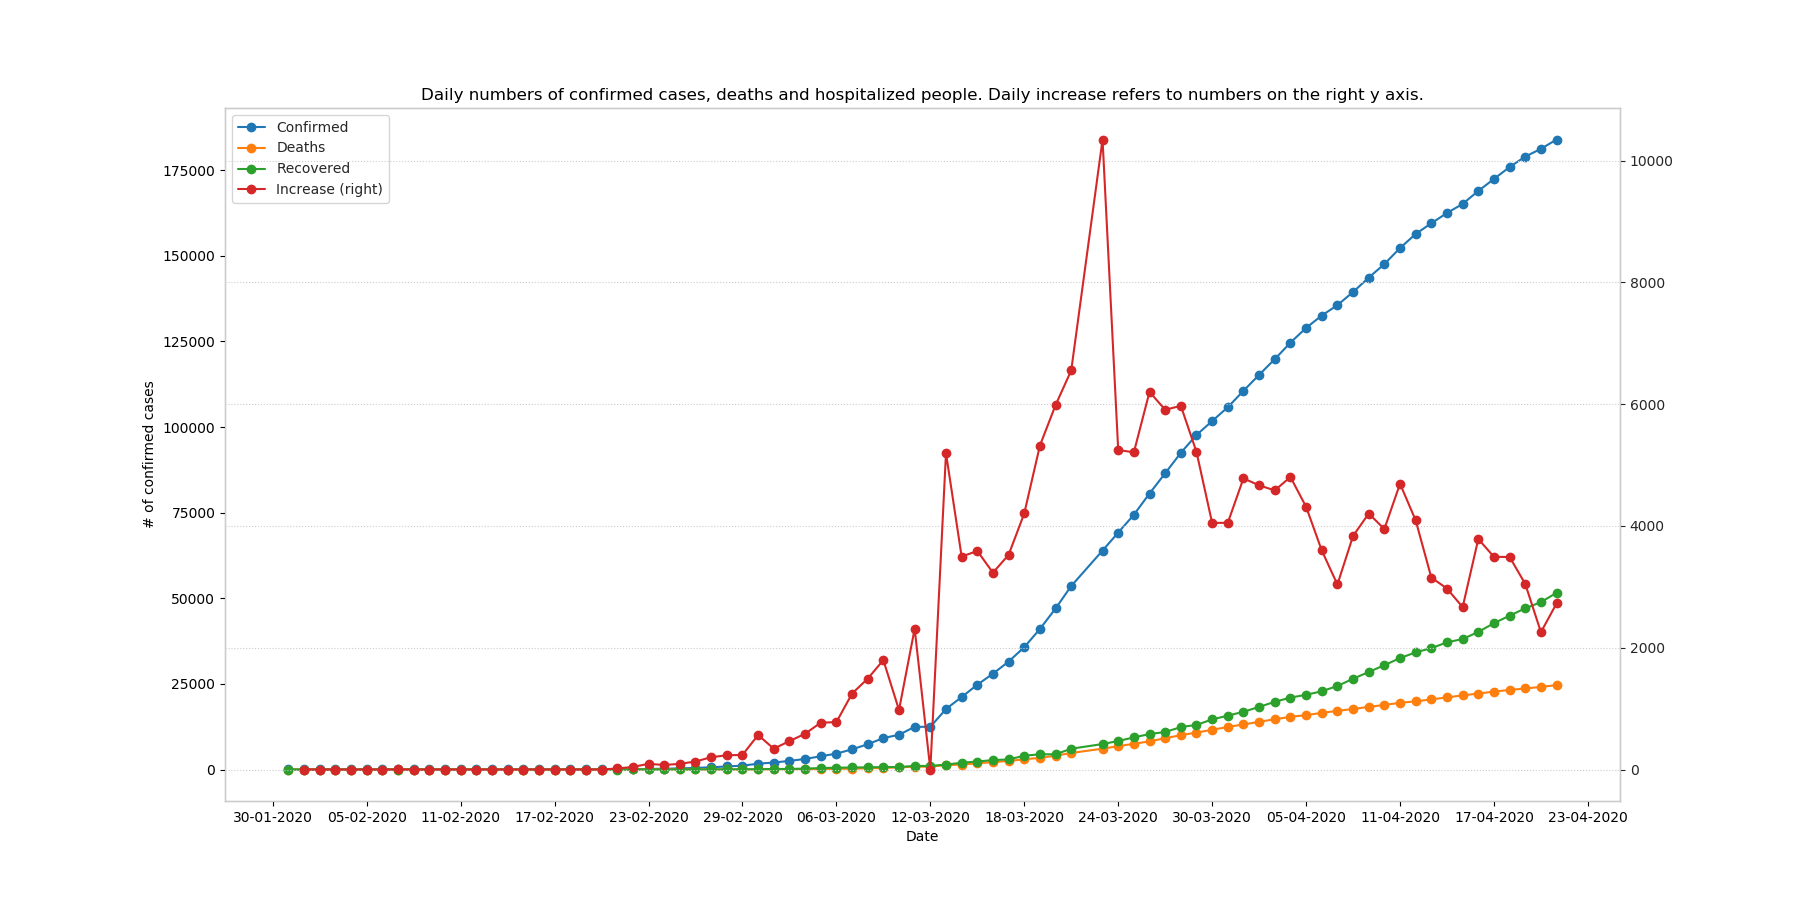 Daily numbers of confirmed cases, deaths and hospitalized people. Daily increase refers to numbers on the right y axis.
Confirmed
Deaths
Recovered
Increase (right)
# of confirmed cases
175000
150000
125000
100000
75000
50000
25000
0
10000
8000
6000
4000
2000
0
30-01-2020 05-02-2020 11-02-2020 17-02-2020 23-02-2020 29-02-2020 06-03-2020 12-03-2020 18-03-2020 24-03-2020 30-03-2020 05-04-2020 11-04-2020 17-04-2020 23-04-2020
Date